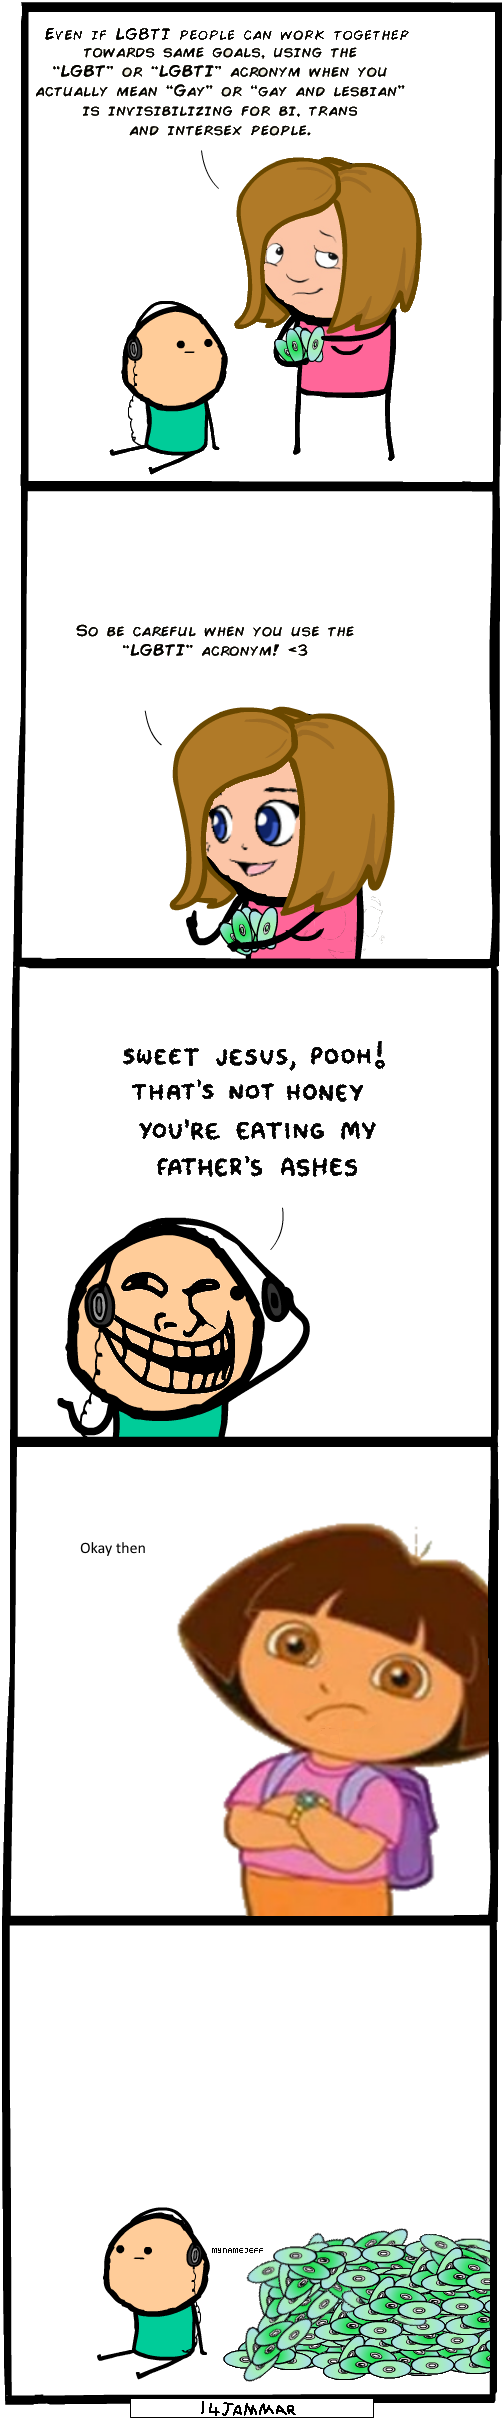 Even if LGBTI people can work together
towards same goals, using the
"LGBT" or "LGBTI" acronym when you
actually mean "Gay" or "gay and lesbian"
is invisibilizing for bi, trans
and intersex people.
So be careful when you use the
"LGBTI" acronym! <3
SWEET JESUS, POOH!
THAT'S NOT HONEY
YOU'RE EATING MY
FATHER'S ASHES
Okay then
MYNAMEJEFF
14JAMMAR